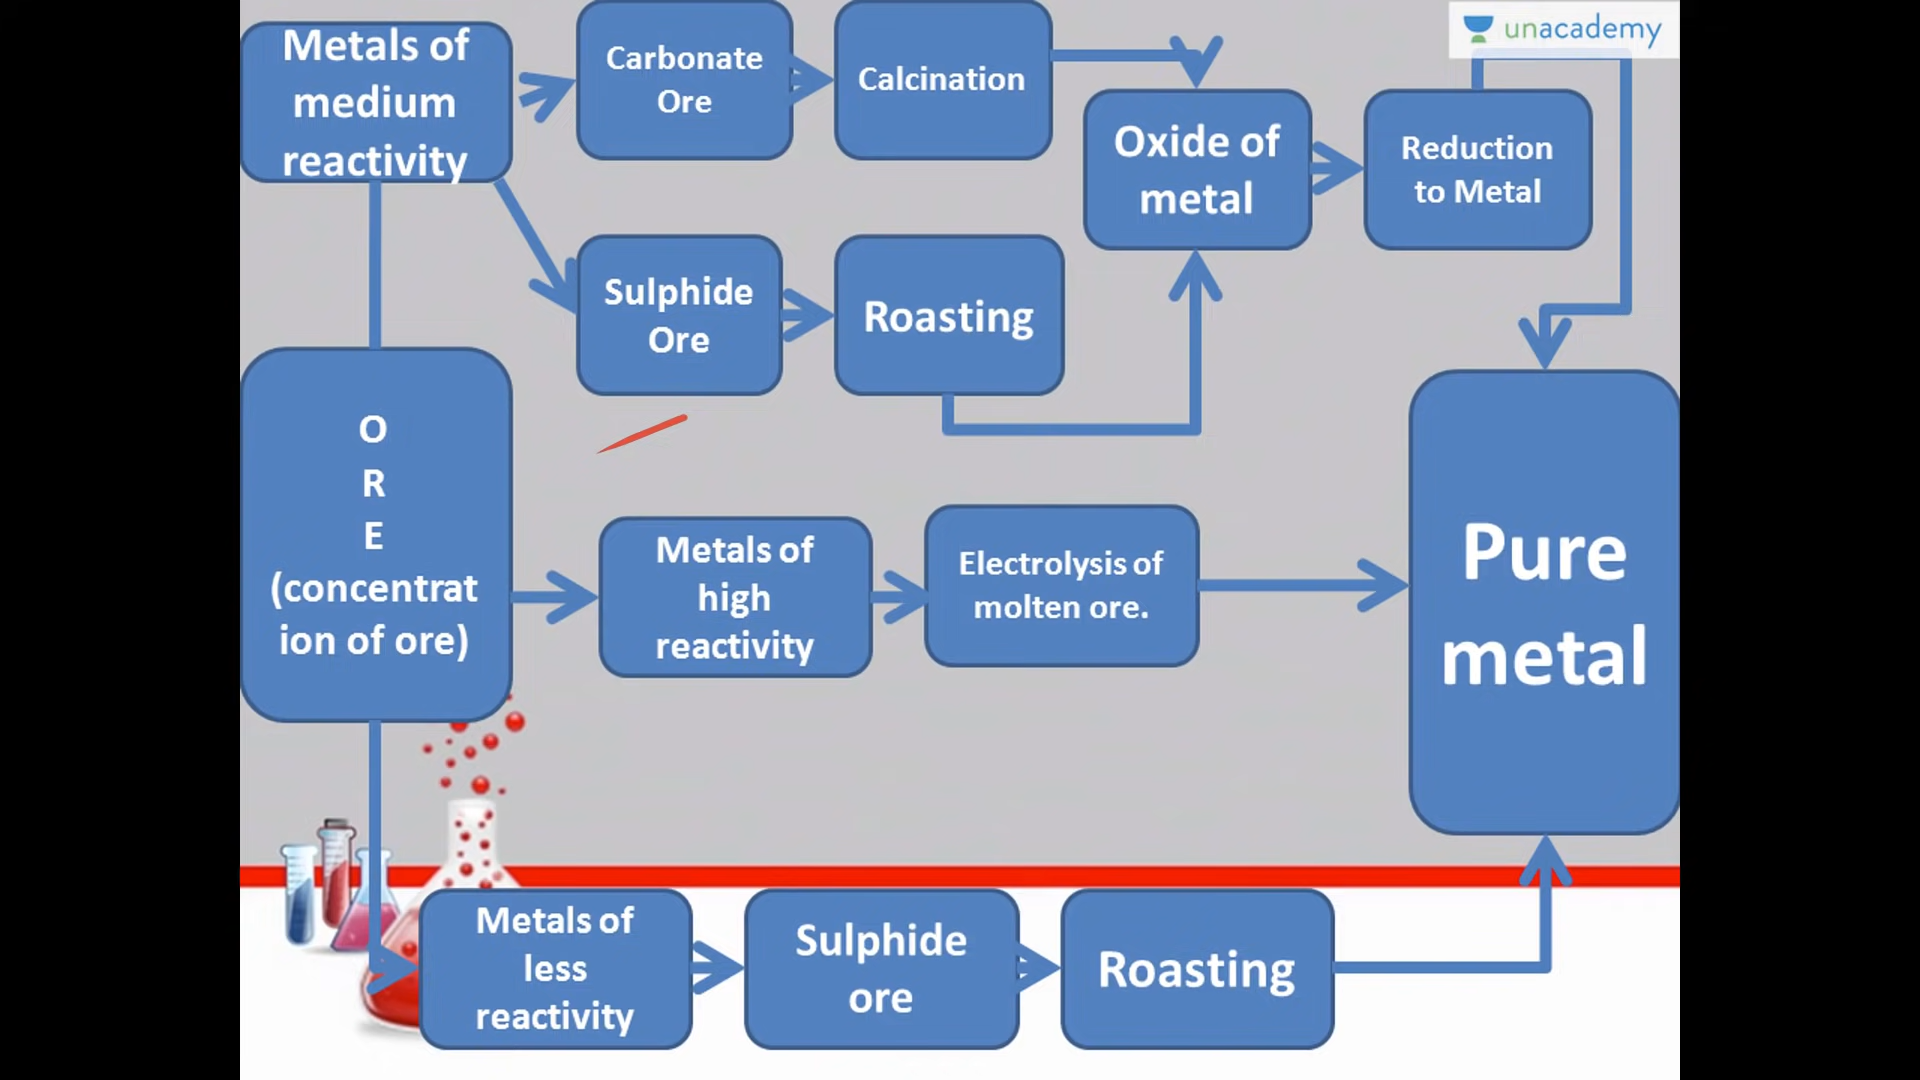 unacademy
Metals of
medium
reactivity
Carbonate
Ore
Calcination
Oxide of
metal
Reduction
to Metal
Sulphide
Ore
Roasting
O
R
E
(concentrat
ion of ore)
Metals of
high
reactivity
Electrolysis of
molten ore.
Pure
metal
Metals of
less
reactivity
Sulphide
ore
Roasting